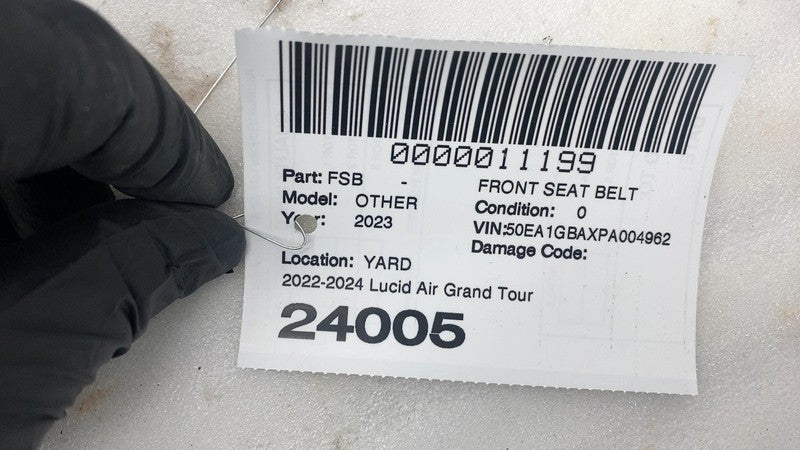 0000011199
Part: FSB - FRONT SEAT BELT
Model: OTHER Condition: 0
Year: 2023 VIN:50EA1GBAXPA004962
Damage Code:
Location: YARD
2022-2024 Lucid Air Grand Tour
24005